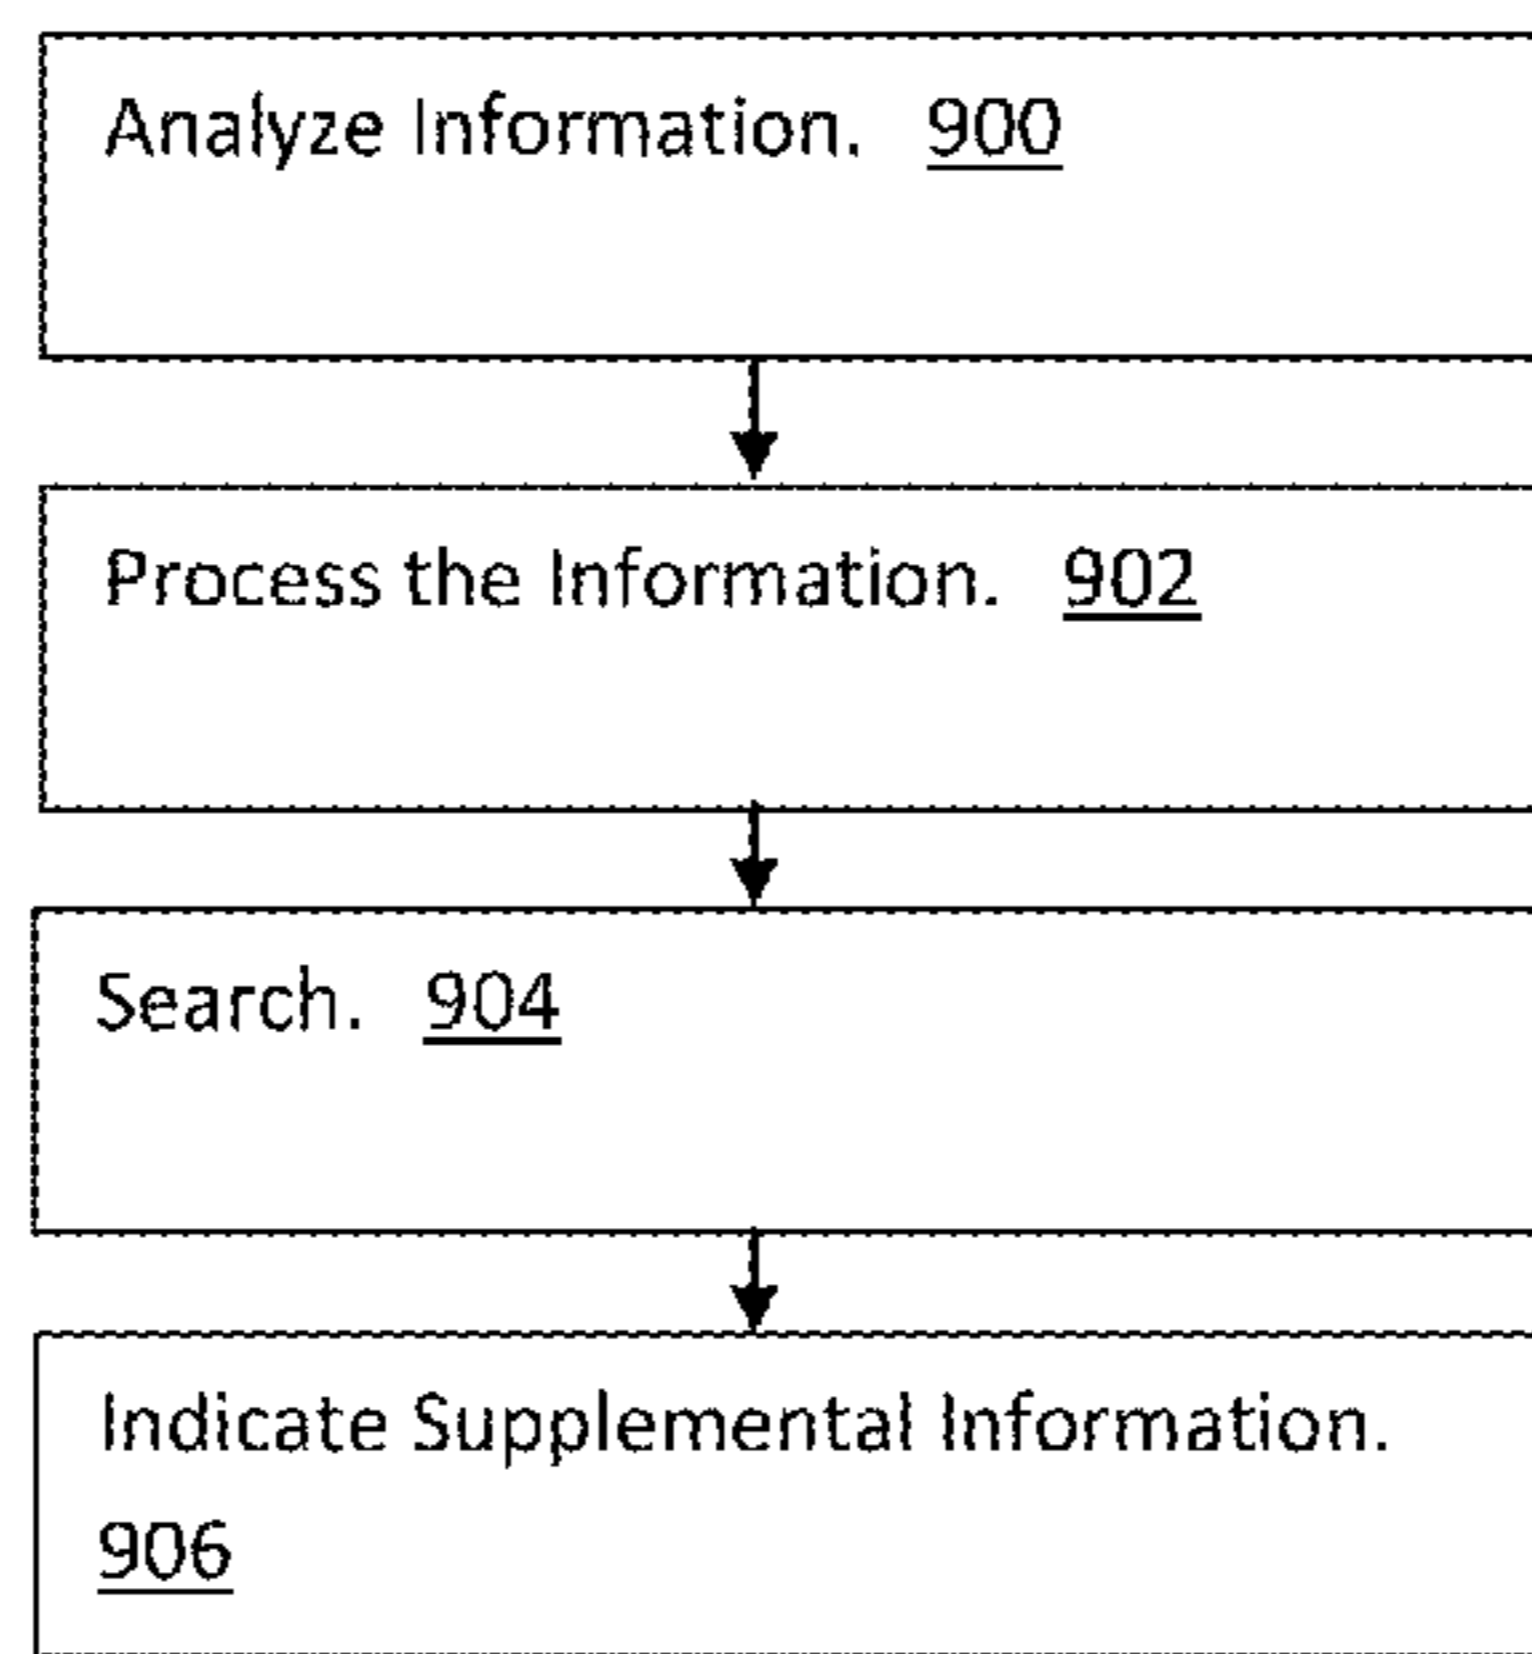 Analyze Information. 900
Process the Information. 902
Search. 904
Indicate Supplemental Information.
906